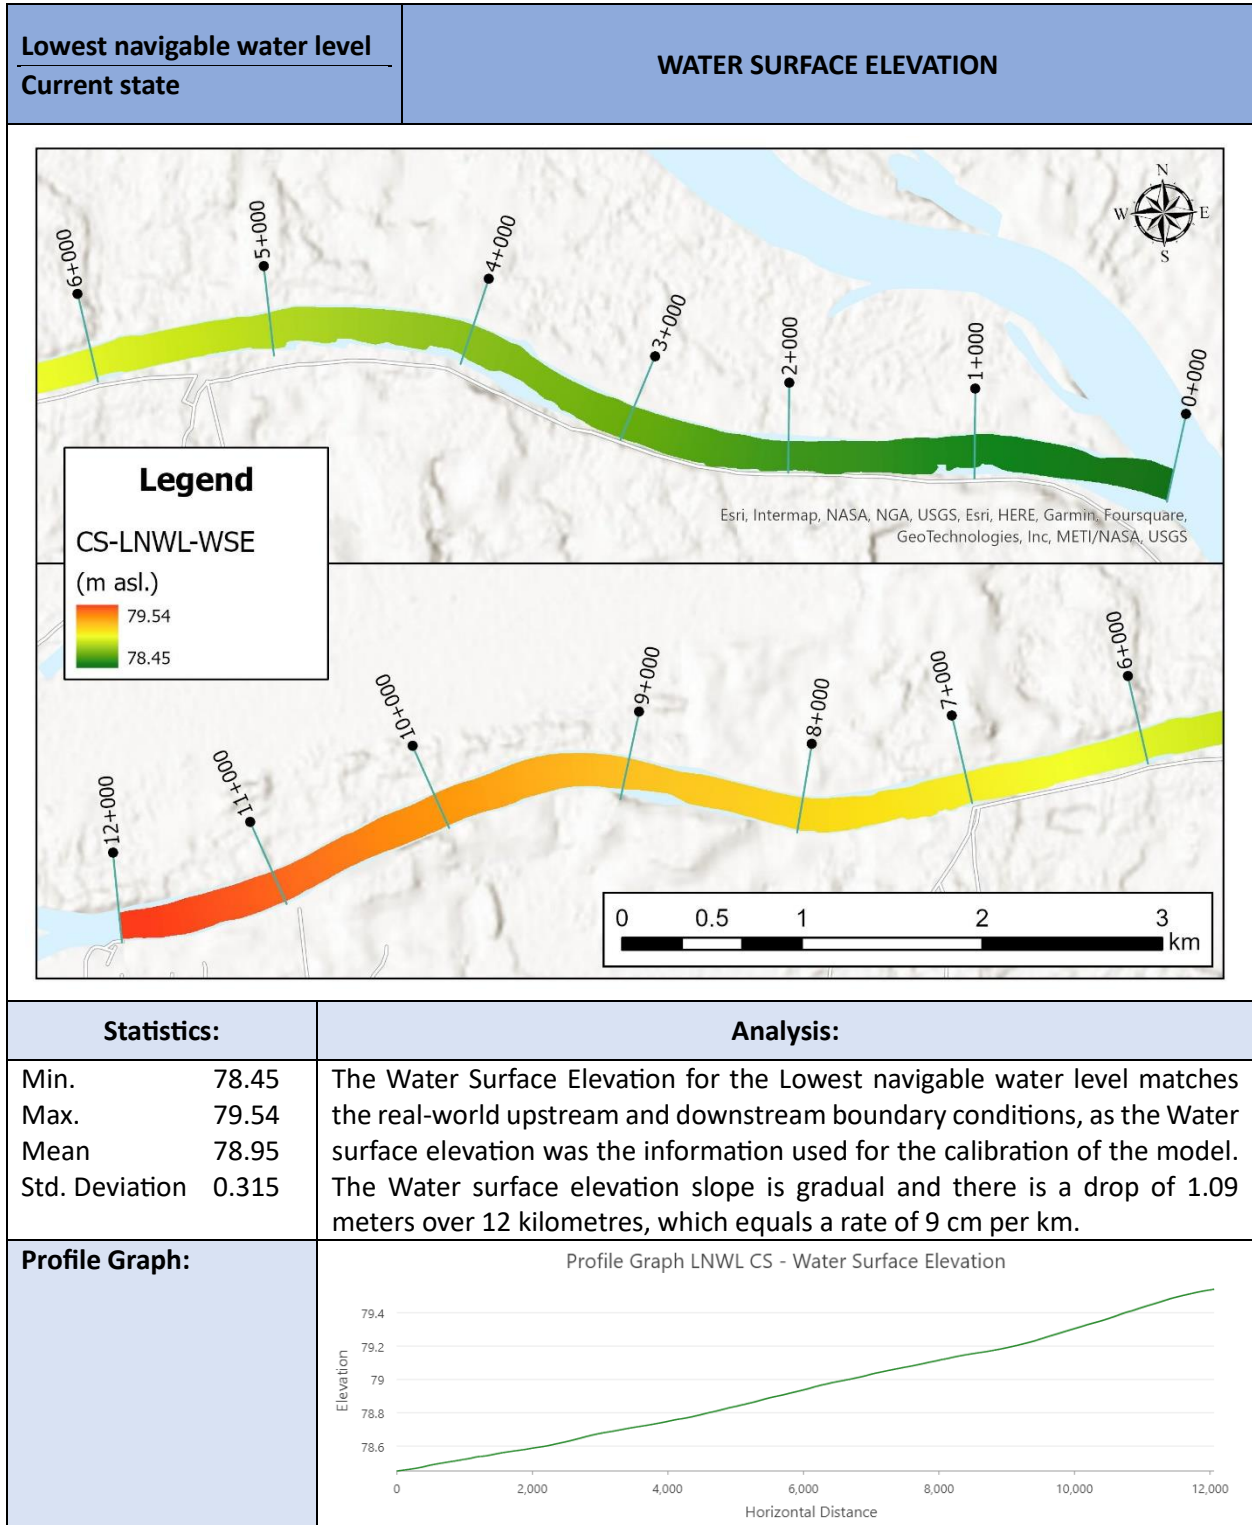 Lowest navigable water level
Current state
WATER SURFACE ELEVATION
N
W
E
S
6+000
5+000
4+000
3+000
2+000
1+000
0+000
Esri, Intermap, NASA, NGA, USGS, Esri, HERE, Garmin, Foursquare,
GeoTechnologies, Inc, METI/NASA, USGS
Legend
CS-LNWL-WSE
(m asl.)
79.54
78.45
12+000
11+000
10+000
9+000
8+000
7+000
6+000
0 0.5 1 2 3
km
Statistics:
Min. 78.45
Max. 79.54
Mean 78.95
Std. Deviation 0.315
Analysis:
The Water Surface Elevation for the Lowest navigable water level matches
the real-world upstream and downstream boundary conditions, as the Water
surface elevation was the information used for the calibration of the model.
The Water surface elevation slope is gradual and there is a drop of 1.09
meters over 12 kilometres, which equals a rate of 9 cm per km.
Profile Graph:
Profile Graph LNWL CS - Water Surface Elevation
Elevation
79.4
79.2
79
78.8
78.6
0 2,000 4,000 6,000 8,000 10,000 12,000
Horizontal Distance